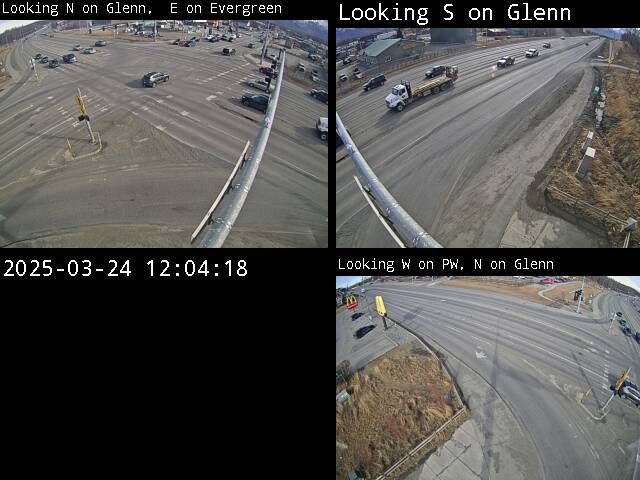 Looking N on Glenn,  E on Evergreen
Looking S on Glenn
2025-03-24 12:04:18
Looking W on PW, N on Glenn